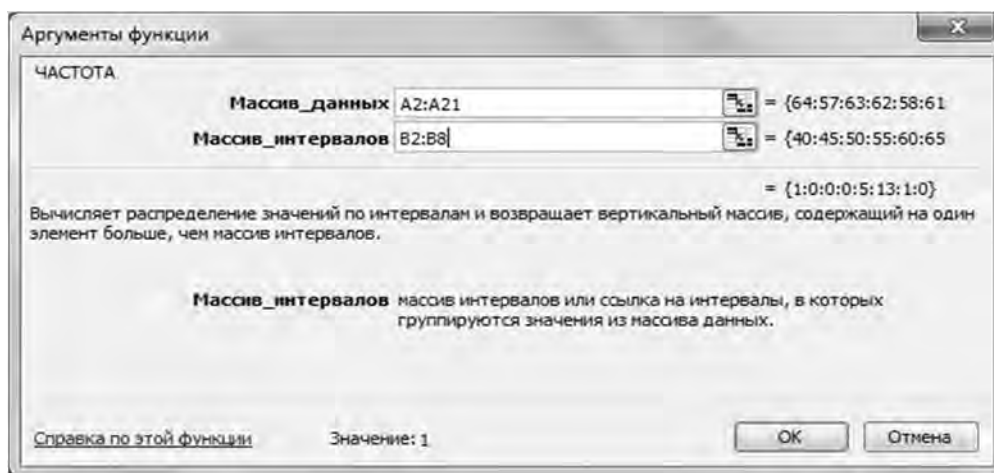 Аргументы функции
ЧАСТОТА
Массив_данных A2:A21 = {64:57:63:62:58:61
Массив_интервалов B2:B8 = {40:45:50:55:60:65
= {1:0:0:0:5:13:1:0}
Вычисляет распределение значений по интервалам и возвращает вертикальный массив, содержащий на один
элемент больше, чем массив интервалов.
Массив_интервалов массив интервалов или ссылка на интервалы, в которых
группируются значения из массива данных.
Справка по этой функции Значение: 1 ОК Отмена